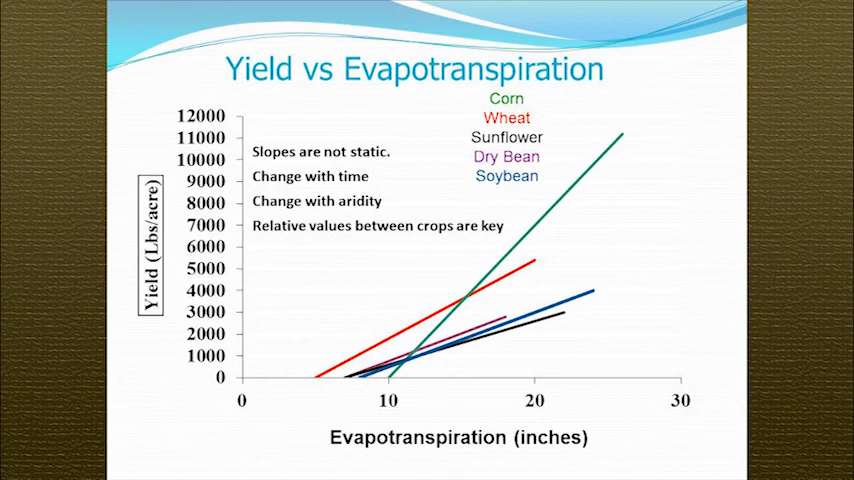 Yield vs Evapotranspiration
Corn
Wheat
Sunflower
Dry Bean
Soybean
12000
11000
10000
9000
8000
7000
6000
5000
4000
3000
2000
1000
0
Yield (Lbs/acre)
Slopes are not static.
Change with time
Change with aridity
Relative values between crops are key
0 10 20 30
Evapotranspiration (inches)